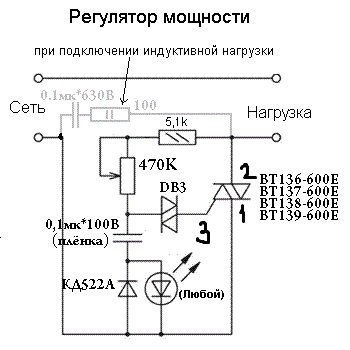 Регулятор мощности
при подключении индуктивной нагрузки
0.1мк*630В
100
Сеть
Нагрузка
5,1k
470K
DB3
2
BT136-600E
BT137-600E
BT138-600E
BT139-600E
1
3
0,1мк*100В
(плёнка)
КД522А
(Любой)